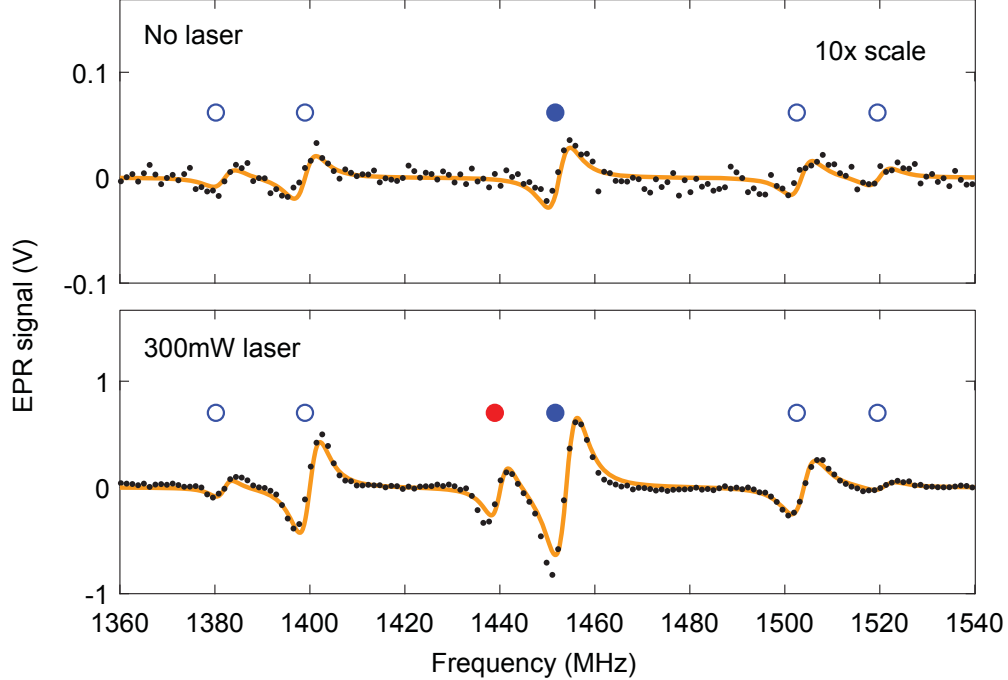 No laser
10x scale
0.1
0
-0.1
EPR signal (V)
300mW laser
1
0
-1
1360 1380 1400 1420 1440 1460 1480 1500 1520 1540
Frequency (MHz)